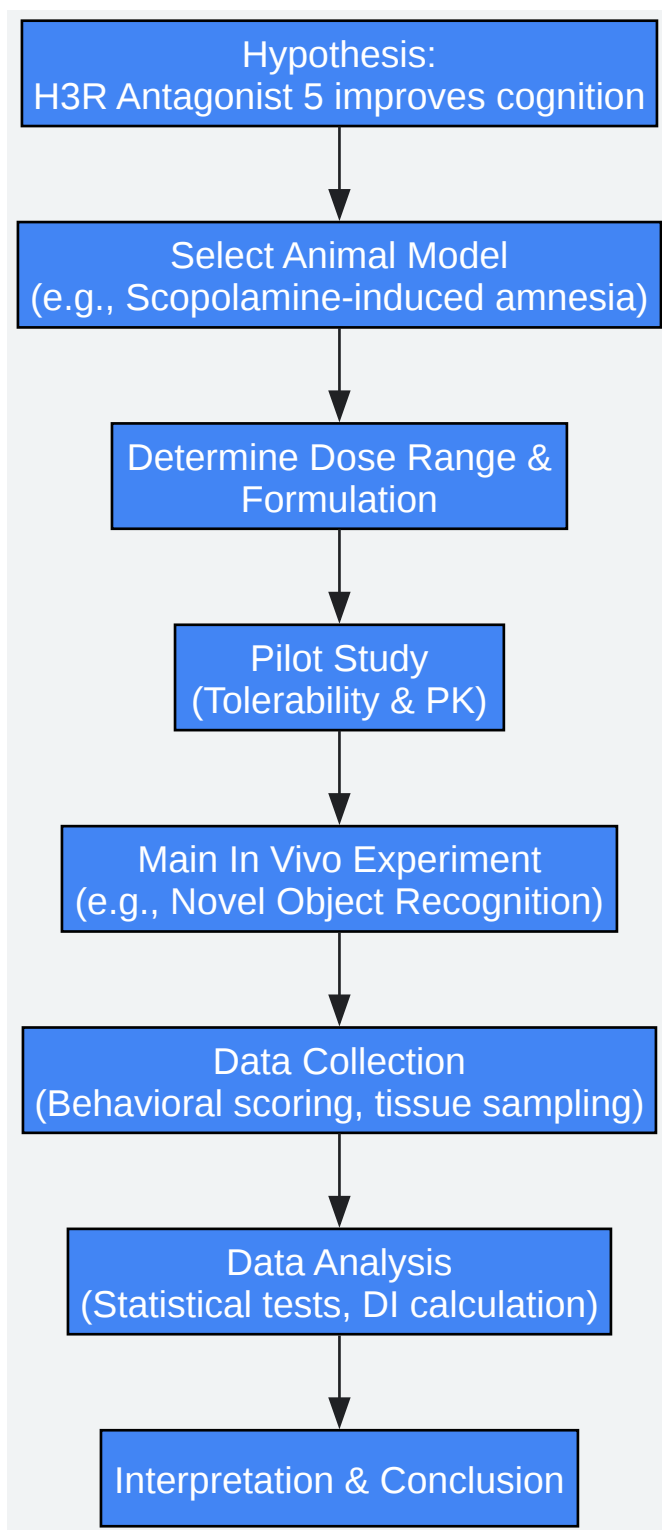 Hypothesis:
H3R Antagonist 5 improves cognition
Select Animal Model
(e.g., Scopolamine-induced amnesia)
Determine Dose Range &
Formulation
Pilot Study
(Tolerability & PK)
Main In Vivo Experiment
(e.g., Novel Object Recognition)
Data Collection
(Behavioral scoring, tissue sampling)
Data Analysis
(Statistical tests, DI calculation)
Interpretation & Conclusion